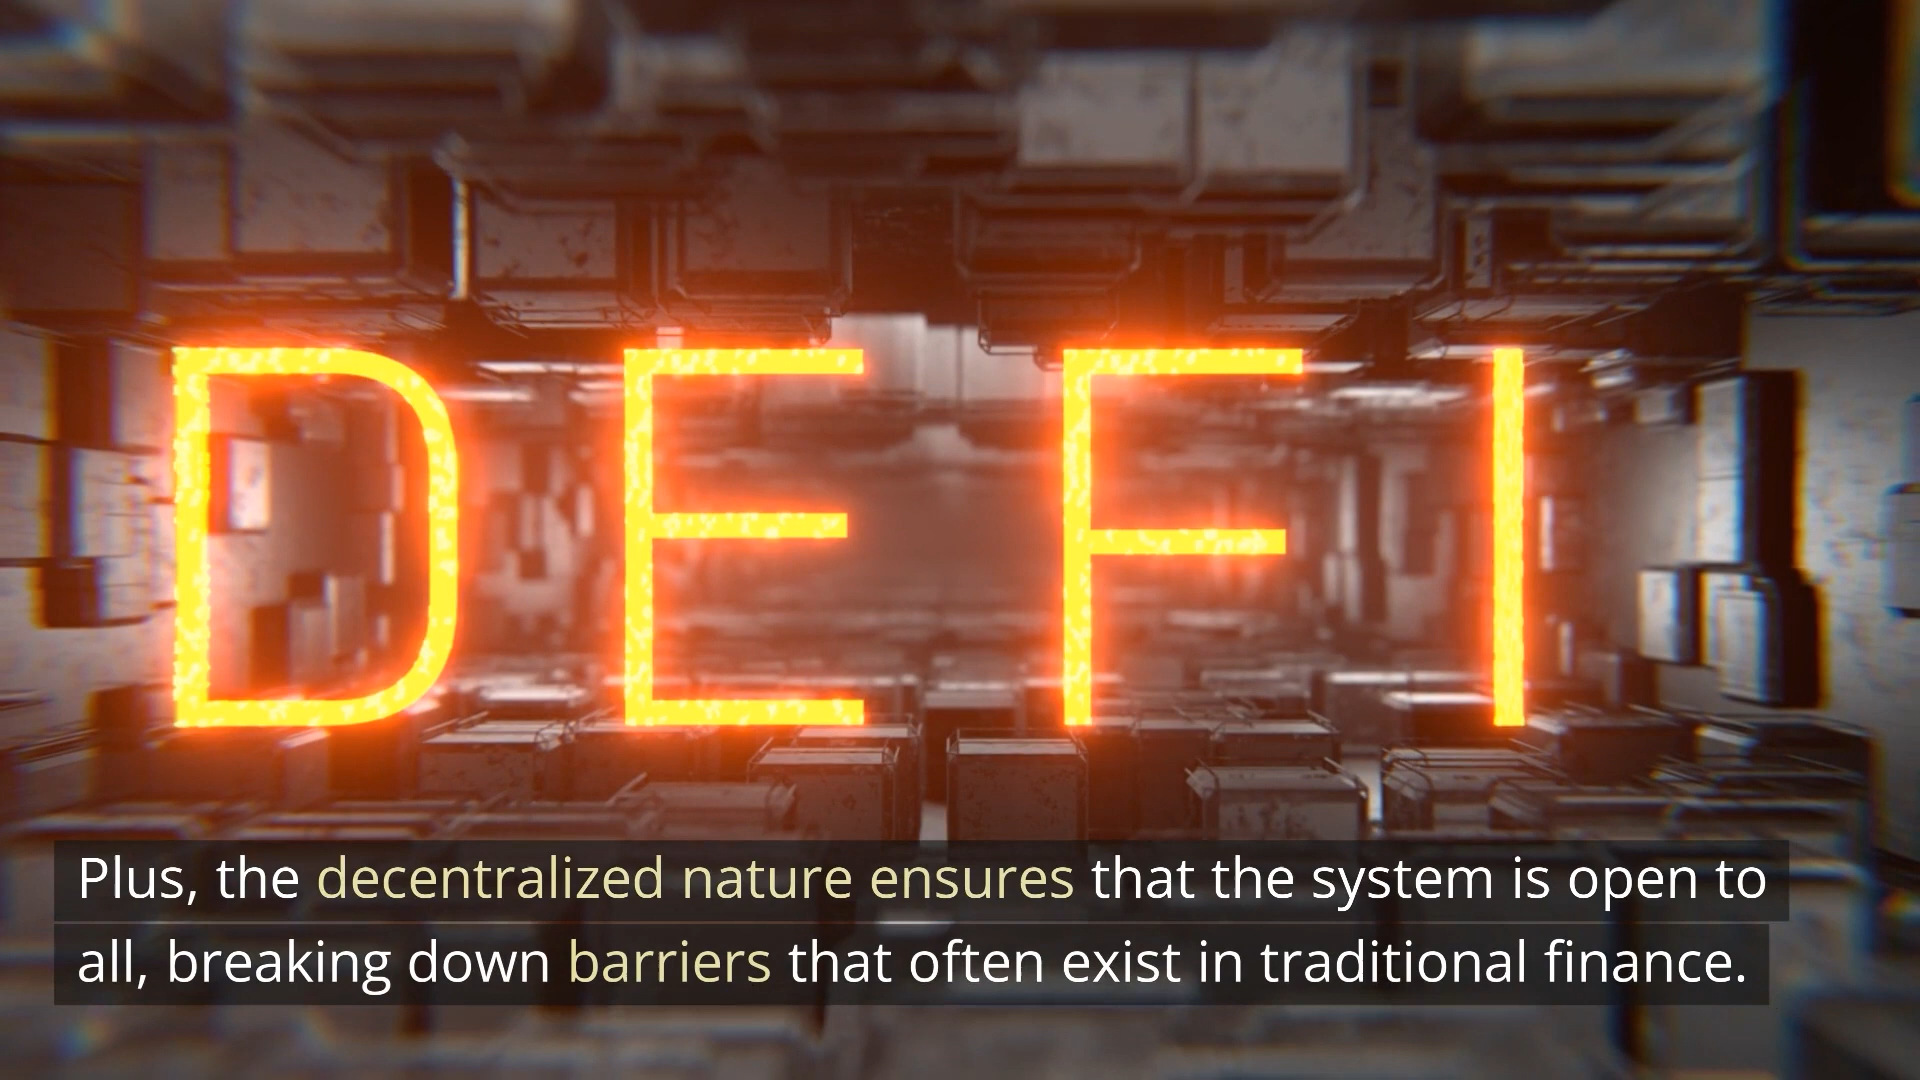 DEFI
Plus, the decentralized nature ensures that the system is open to
all, breaking down barriers that often exist in traditional finance.